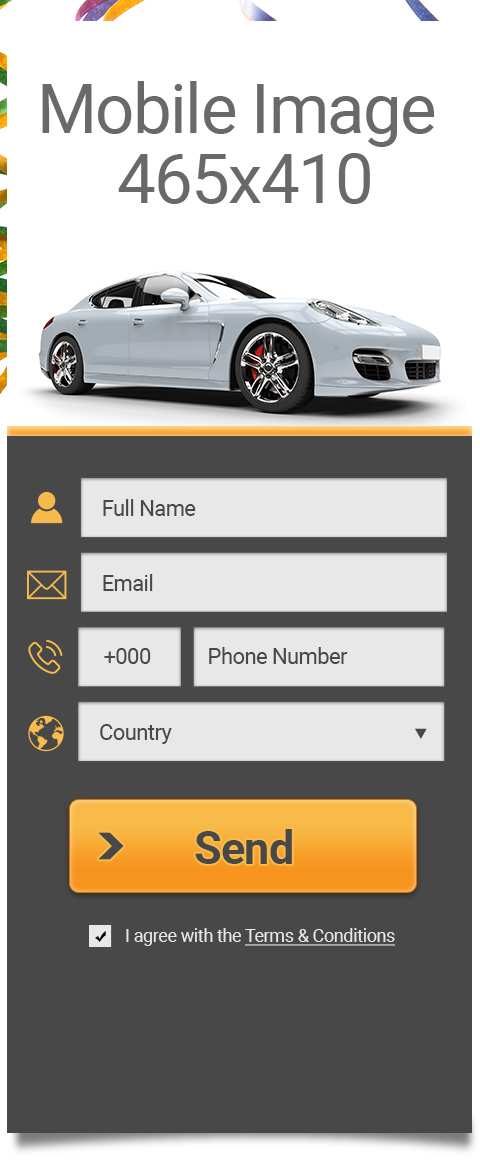 Mobile Image
465x410
Full Name
Email
+000 Phone Number
Country
Send
I agree with the Terms & Conditions